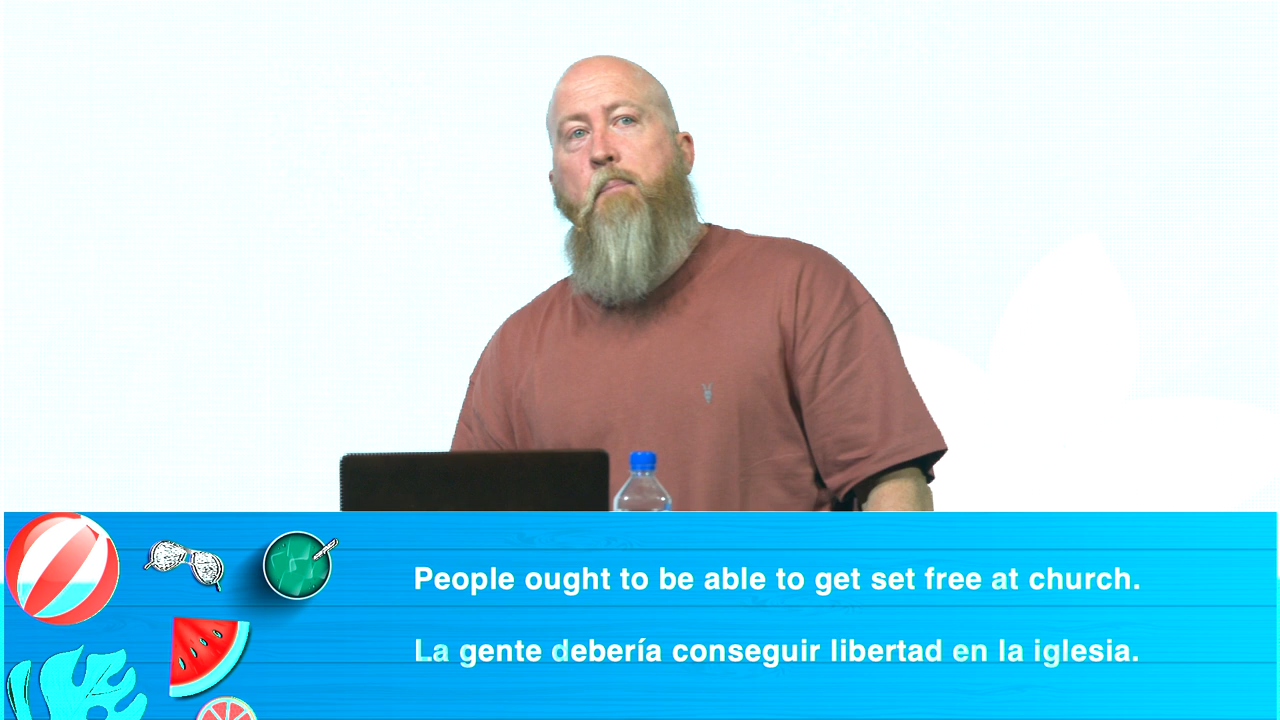 People ought to be able to get set free at church.
La gente debería conseguir libertad en la iglesia.